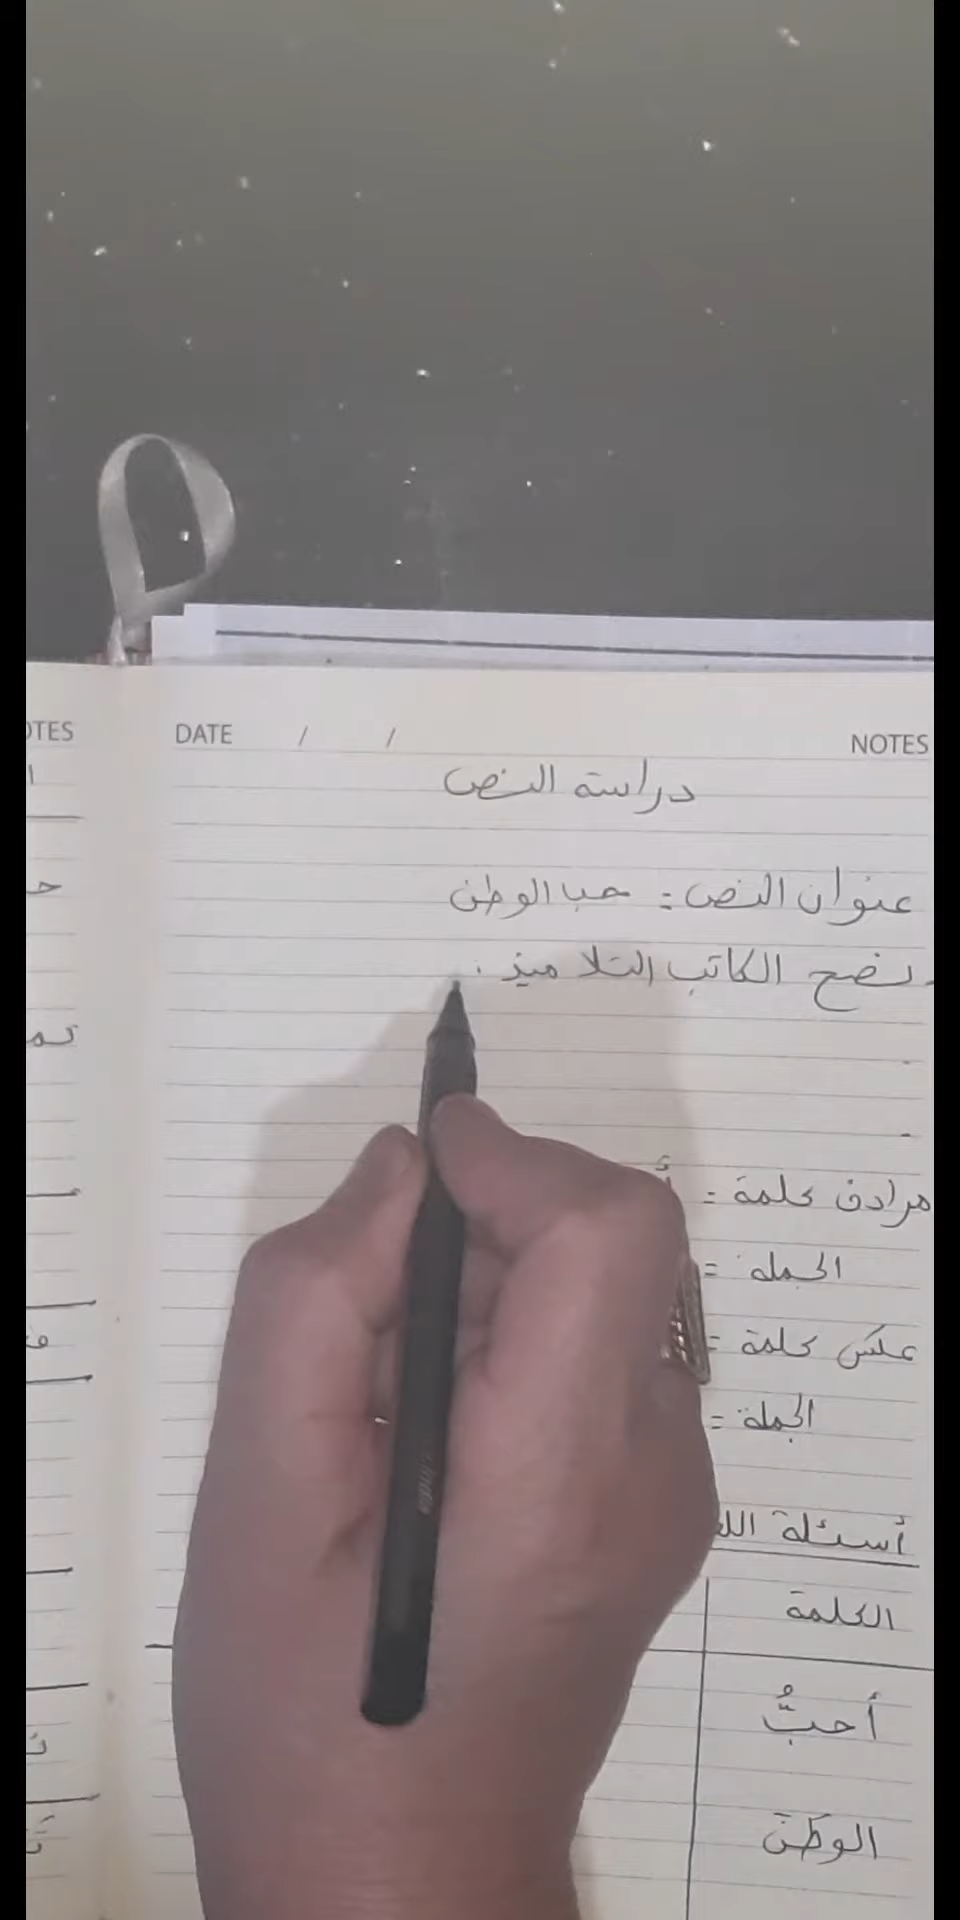 NOTES
DATE / /
دراسة النص
عنوان النص : حب الوطن
- نصح الكاتب التلاميذ :
-
-
مرادف كلمة : أ
الجملة :
عكس كلمة :
الجملة :
أسئلة
الكلمة
أحبُّ
الوطن